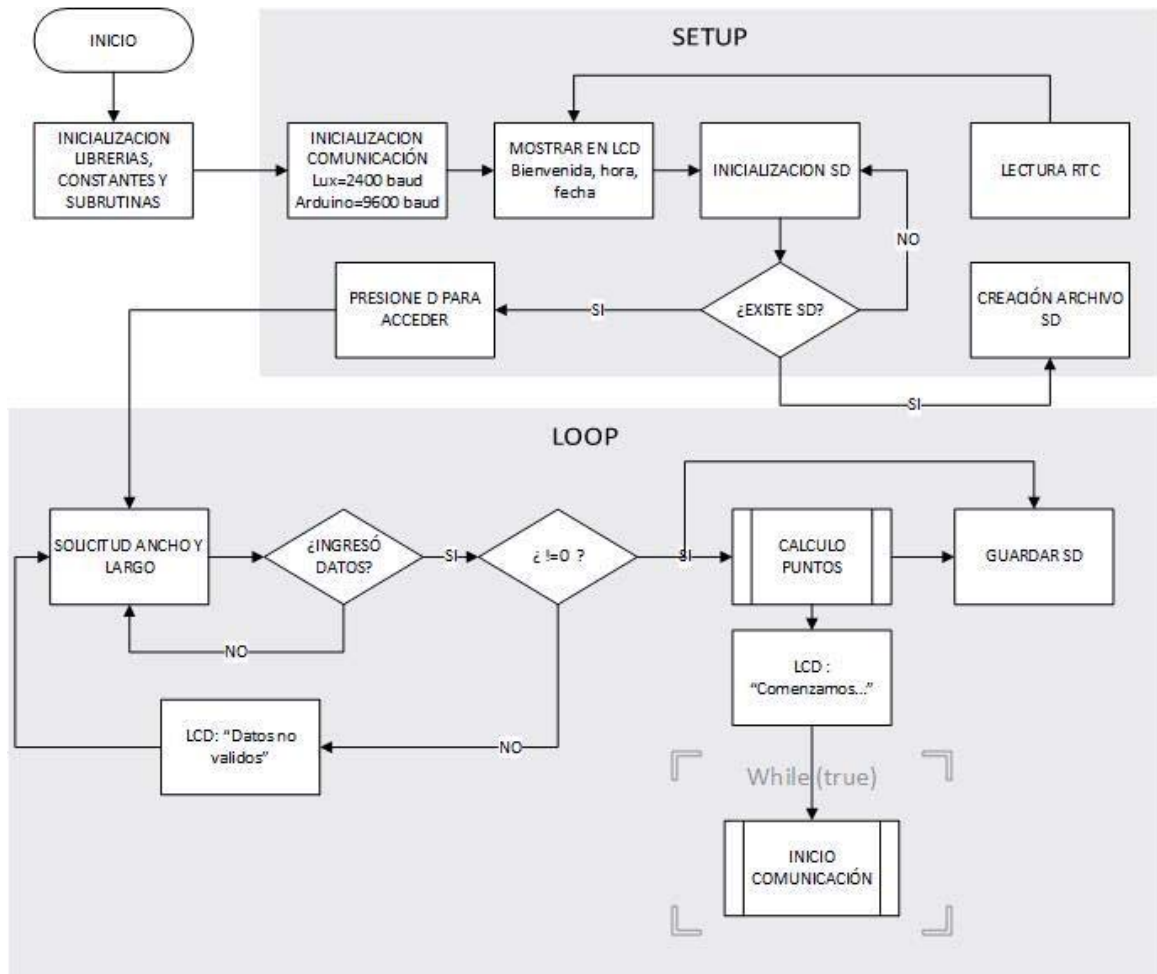 INICIO
SETUP
INICIALIZACION
LIBRERIAS,
CONSTANTES Y
SUBRUTINAS
INICIALIZACION
COMUNICACIÓN
Lux=2400 baud
Arduino=9600 baud
MOSTRAR EN LCD
Bienvenida, hora,
fecha
INICIALIZACION SD
LECTURA RTC
NO
PRESIONE D PARA
ACCEDER
SI
¿EXISTE SD?
CREACIÓN ARCHIVO
SD
SI
LOOP
SOLICITUD ANCHO Y
LARGO
¿INGRESÓ
DATOS?
SI
¿ !=0 ?
SI
CALCULO
PUNTOS
GUARDAR SD
NO
LCD :
“Comenzamos...”
LCD: “Datos no
validos”
NO
While (true)
INICIO
COMUNICACIÓN